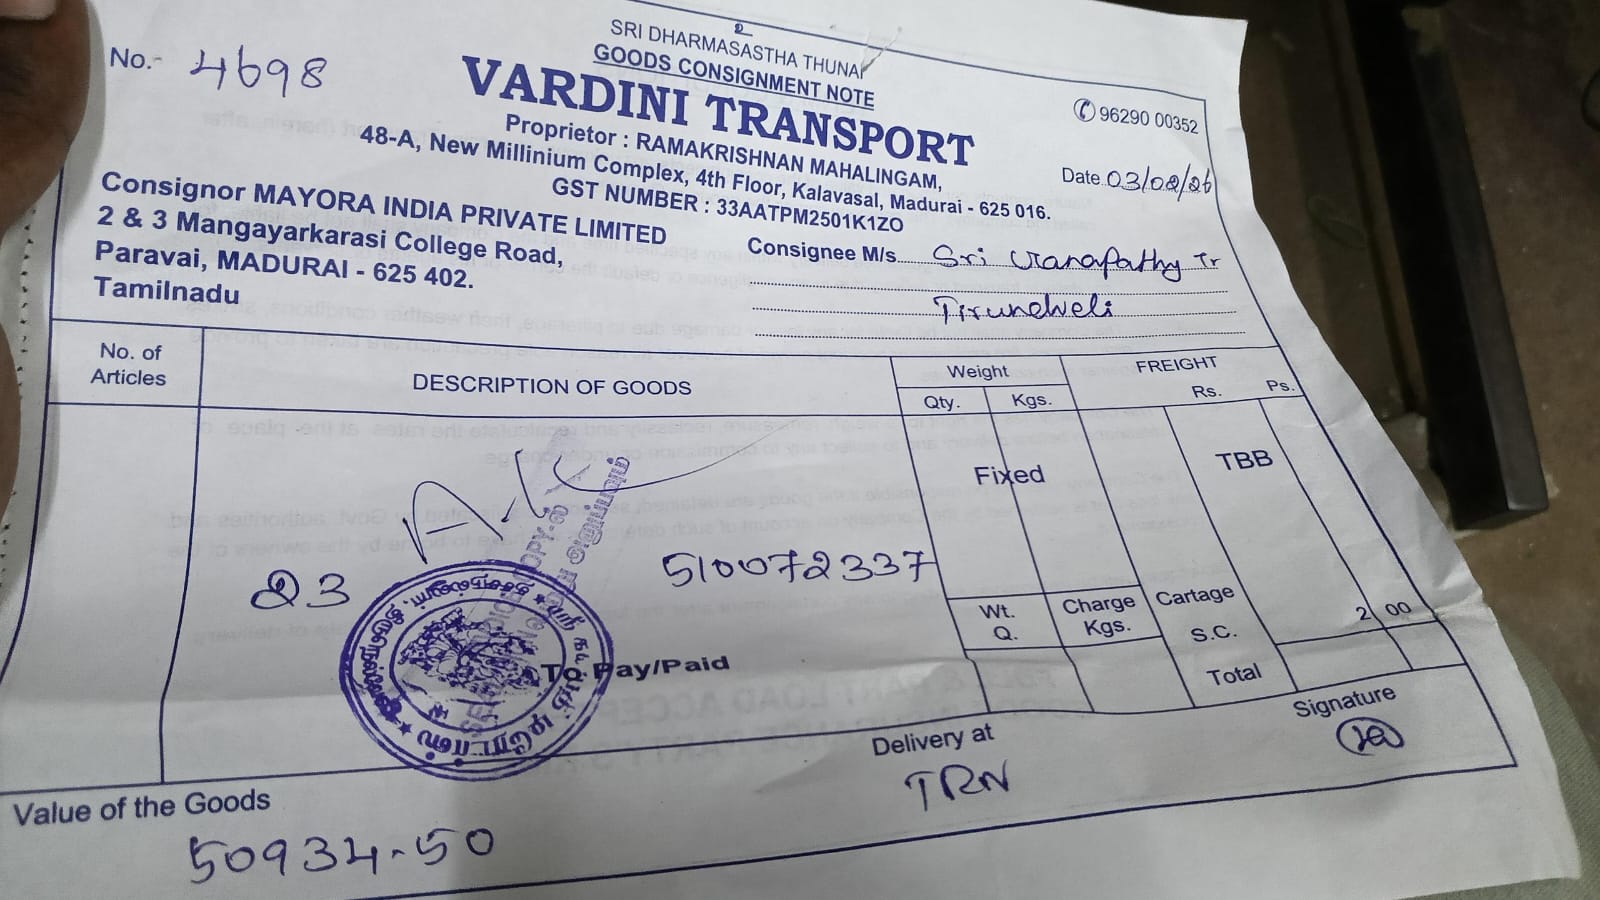 2
SRI DHARMASASTHA THUNAI
GOODS CONSIGNMENT NOTE
No.- 4698
VARDINI TRANSPORT
✆ 96290 00352
Proprietor : RAMAKRISHNAN MAHALINGAM,
48-A, New Millinium Complex, 4th Floor, Kalavasal, Madurai - 625 016.
GST NUMBER : 33AATPM2501K1ZO
Date 03/02/26
Consignor MAYORA INDIA PRIVATE LIMITED
2 & 3 Mangayarkarasi College Road,
Paravai, MADURAI - 625 402.
Tamilnadu
Consignee M/s. Sri Ganapathy Tr
Tirunelveli
No. of Articles
DESCRIPTION OF GOODS
Weight
Qty. Kgs.
FREIGHT
Rs. Ps.
Fixed
TBB
23
510072337
Wt. Q.
Charge Kgs.
Cartage
S.C. 2 00
Total
To Pay/Paid
Value of the Goods
50934-50
Delivery at
TRN
Signature